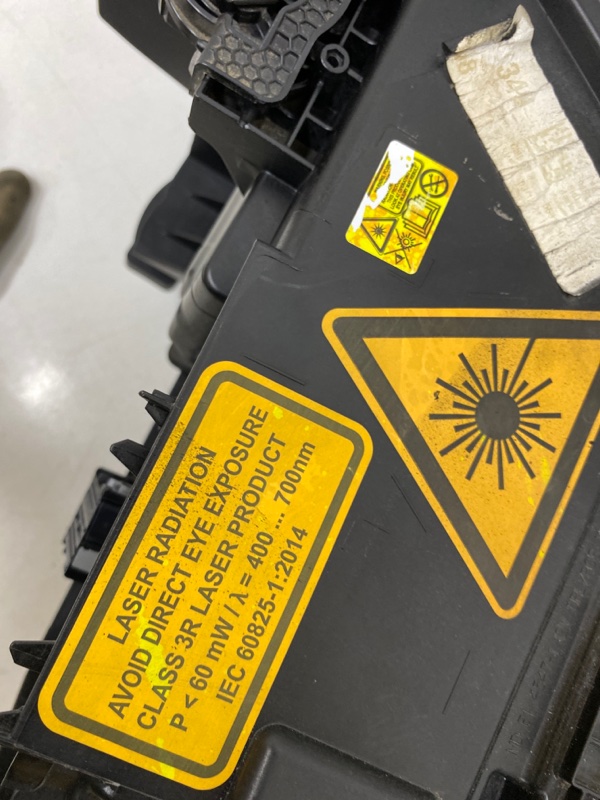 LASER RADIATION
AVOID DIRECT EYE EXPOSURE
CLASS 3R LASER PRODUCT
P < 60 mW / λ = 400 ... 700nm
IEC 60825-1:2014